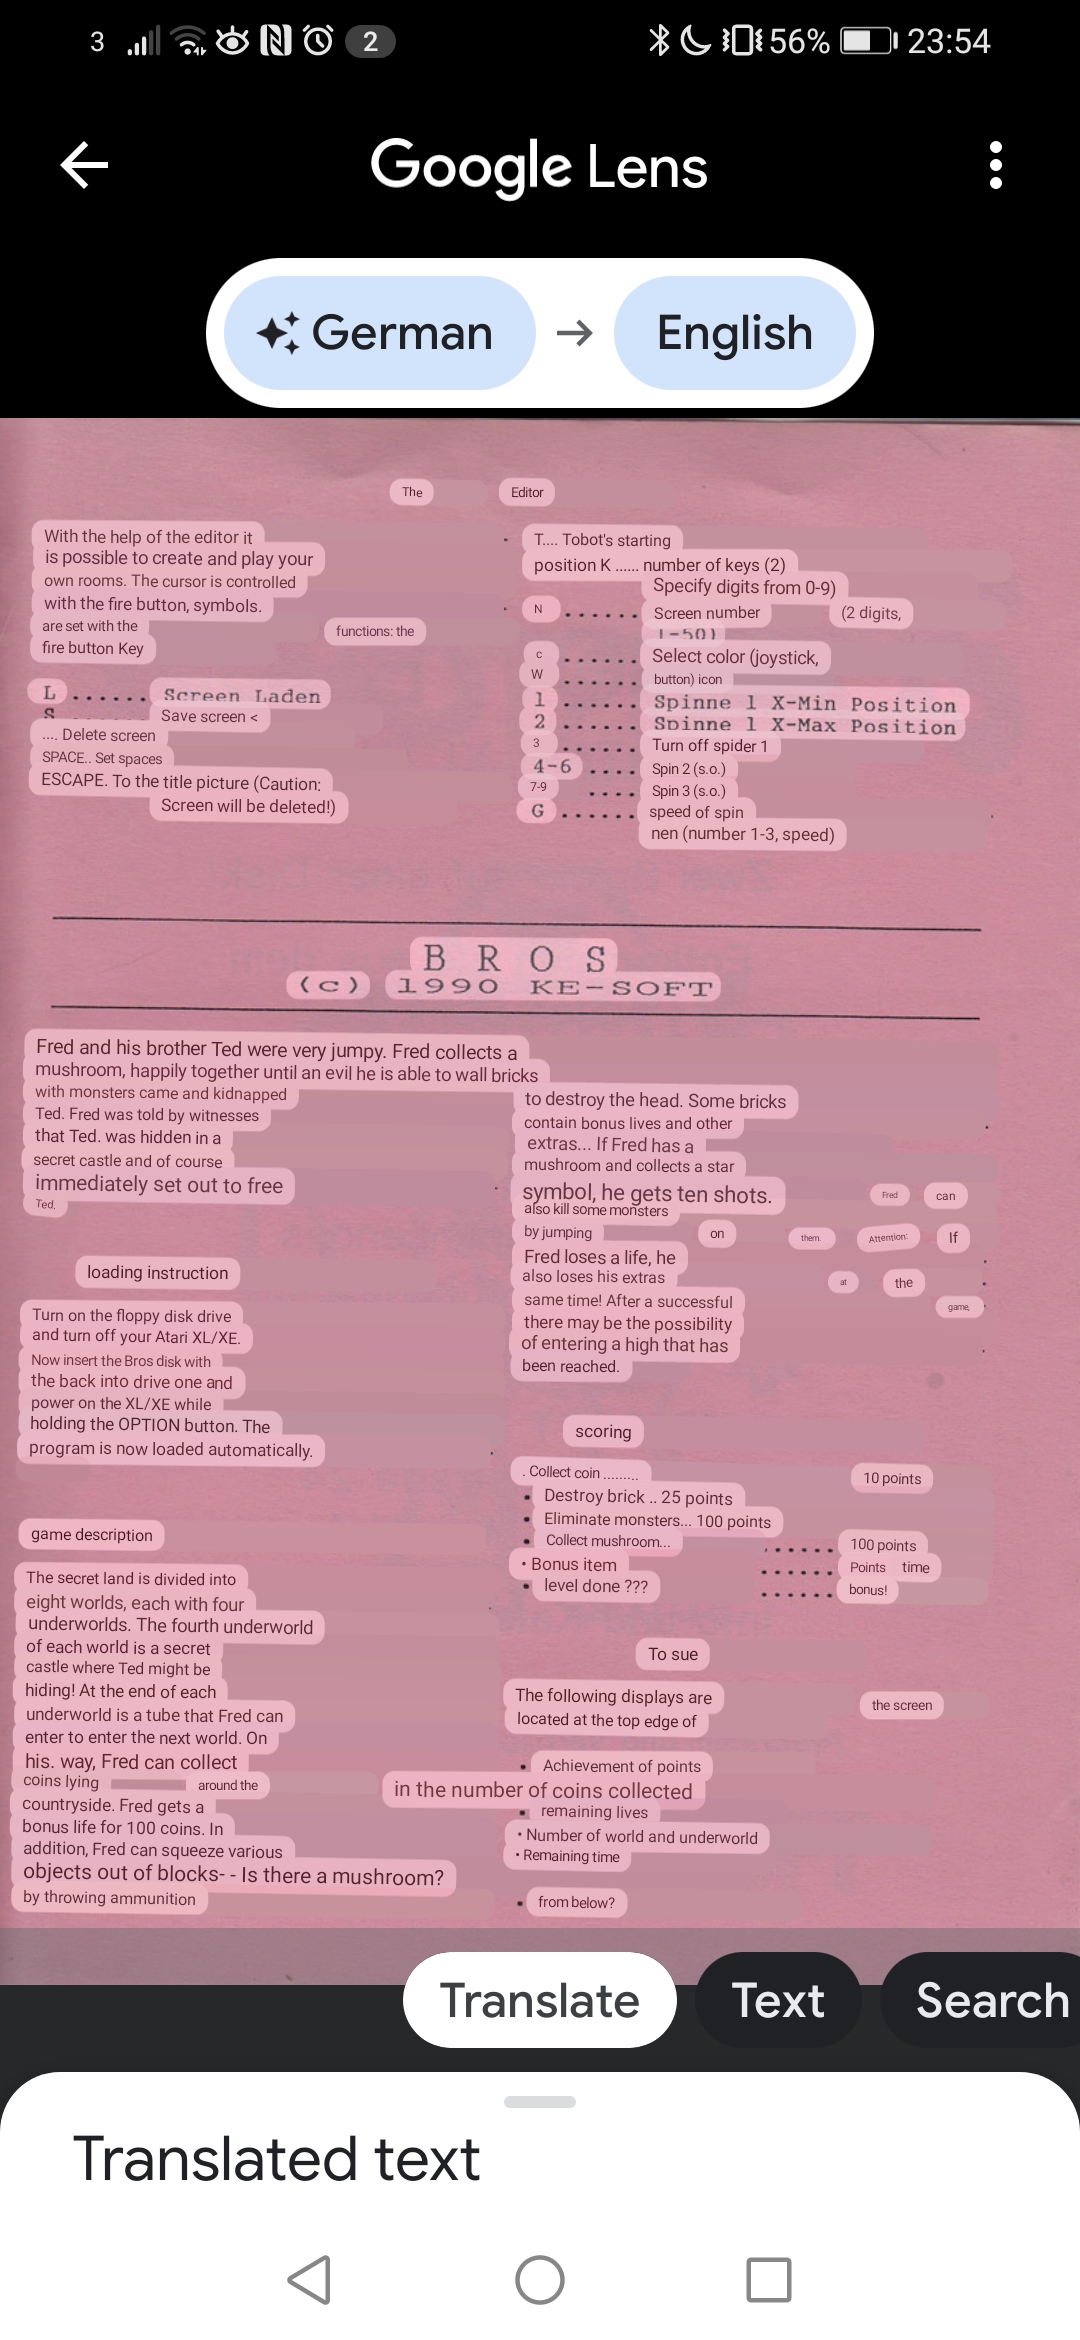 3 2 56% 23:54
Google Lens
German → English
The Editor
With the help of the editor it
is possible to create and play your
own rooms. The cursor is controlled
with the fire button, symbols.
are set with the functions: the
fire button Key
L ...... Screen Laden
S Save screen <
.... Delete screen
SPACE.. Set spaces
ESCAPE. To the title picture (Caution:
Screen will be deleted!)
T.... Tobot's starting
position K ...... number of keys (2)
Specify digits from 0-9)
N ...... Screen number (2 digits,
1-50)
c ...... Select color (joystick,
W ...... button) icon
1 ...... Spinne 1 X-Min Position
2 ...... Spinne 1 X-Max Position
3 ...... Turn off spider 1
4-6 .... Spin 2 (s.o.)
7-9 .... Spin 3 (s.o.)
G ...... speed of spin
nen (number 1-3, speed)
B R O S
(c) 1990 KE-SOFT
Fred and his brother Ted were very jumpy. Fred collects a
mushroom, happily together until an evil he is able to wall bricks
with monsters came and kidnapped
Ted. Fred was told by witnesses
that Ted. was hidden in a
secret castle and of course
immediately set out to free
Ted.
loading instruction
Turn on the floppy disk drive
and turn off your Atari XL/XE.
Now insert the Bros disk with
the back into drive one and
power on the XL/XE while
holding the OPTION button. The
program is now loaded automatically.
game description
The secret land is divided into
eight worlds, each with four
underworlds. The fourth underworld
of each world is a secret
castle where Ted might be
hiding! At the end of each
underworld is a tube that Fred can
enter to enter the next world. On
his. way, Fred can collect
coins lying around the
countryside. Fred gets a
bonus life for 100 coins. In
addition, Fred can squeeze various
objects out of blocks- - Is there a mushroom?
by throwing ammunition
to destroy the head. Some bricks
contain bonus lives and other
extras... If Fred has a
mushroom and collects a star
symbol, he gets ten shots. Fred can
also kill some monsters
by jumping on them. Attention: If
Fred loses a life, he
also loses his extras at the
same time! After a successful game,
there may be the possibility
of entering a high that has
been reached.
scoring
. Collect coin ......... 10 points
• Destroy brick .. 25 points
• Eliminate monsters... 100 points
• Collect mushroom... ...... 100 points
• Bonus item ...... Points time
• level done ??? ...... bonus!
To sue
The following displays are the screen
located at the top edge of
• Achievement of points
in the number of coins collected
• remaining lives
• Number of world and underworld
• Remaining time
• from below?
Translate Text Search
Translated text